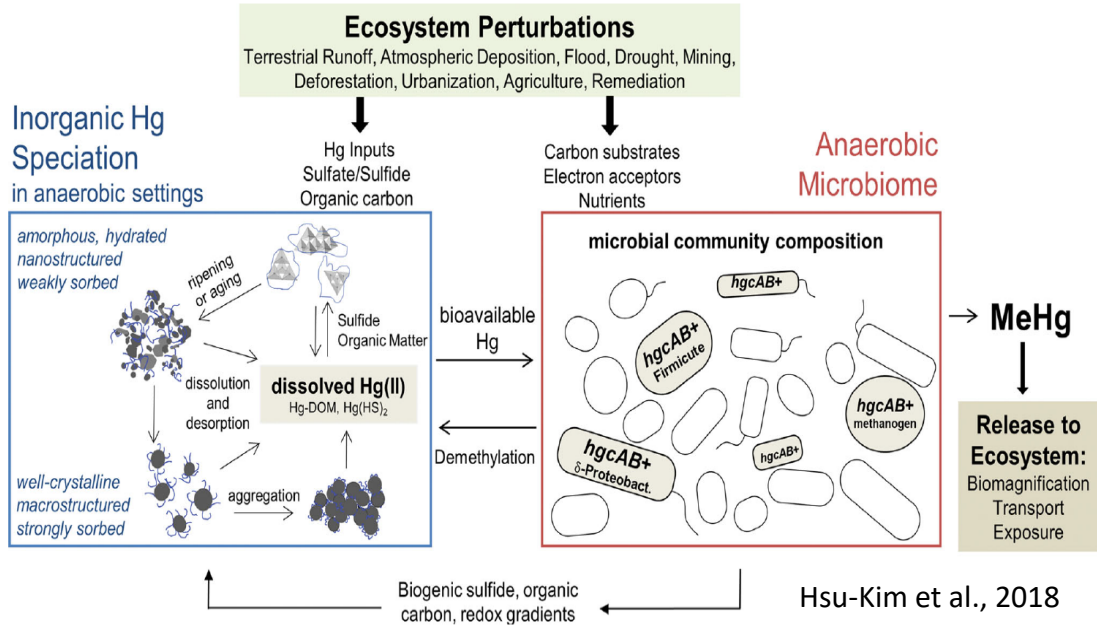 Ecosystem Perturbations
Terrestrial Runoff, Atmospheric Deposition, Flood, Drought, Mining,
Deforestation, Urbanization, Agriculture, Remediation
Inorganic Hg
Speciation
in anaerobic settings
Hg Inputs
Sulfate/Sulfide
Organic carbon
Carbon substrates
Electron acceptors
Nutrients
Anaerobic
Microbiome
amorphous, hydrated
nanostructured
weakly sorbed
ripening
or aging
Sulfide
Organic Matter
dissolution
and
desorption
dissolved Hg(II)
Hg-DOM, Hg(HS)₂
well-crystalline
macrostructured
strongly sorbed
aggregation
bioavailable
Hg
Demethylation
microbial community composition
hgcAB+
hgcAB+
Firmicute
hgcAB+
methanogen
hgcAB+
δ-Proteobact.
hgcAB+
MeHg
Release to
Ecosystem:
Biomagnification
Transport
Exposure
Biogenic sulfide, organic
carbon, redox gradients
Hsu-Kim et al., 2018